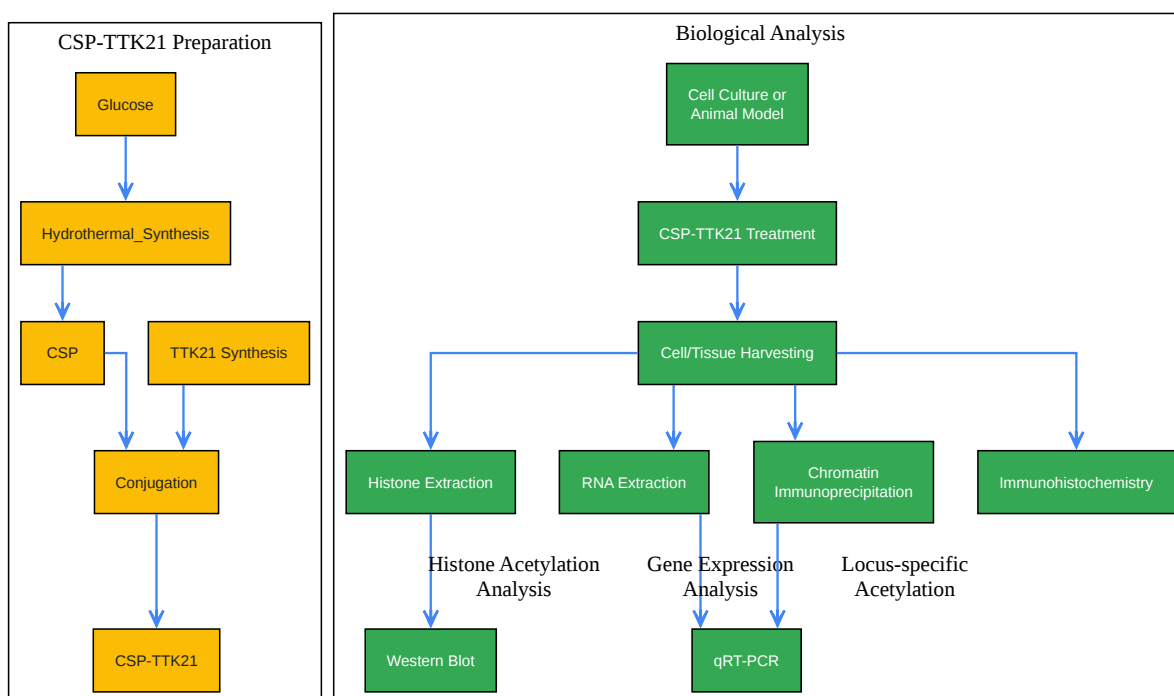 CSP-TTK21 Preparation
Glucose
Hydrothermal_Synthesis
CSP
TTK21 Synthesis
Conjugation
CSP-TTK21
Biological Analysis
Cell Culture or
Animal Model
CSP-TTK21 Treatment
Cell/Tissue Harvesting
Histone Extraction
RNA Extraction
Chromatin
Immunoprecipitation
Immunohistochemistry
Histone Acetylation
Analysis
Gene Expression
Analysis
Locus-specific
Acetylation
Western Blot
qRT-PCR